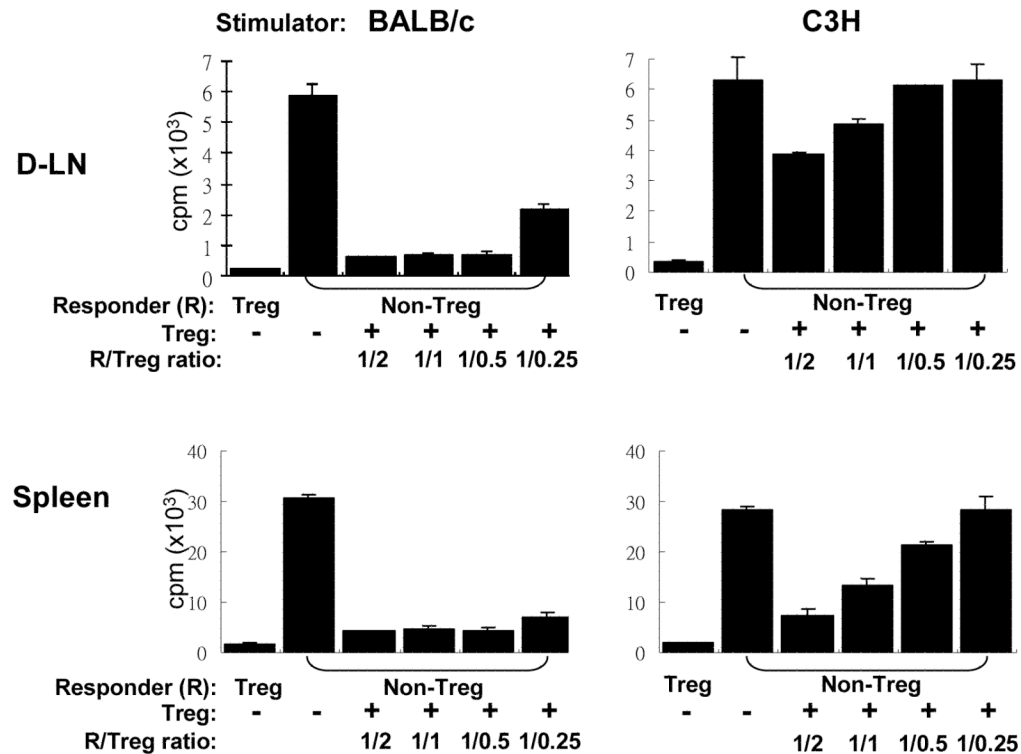 Stimulator: BALB/c
C3H
D-LN
cpm (x10³)
7
6
5
4
3
2
1
0
7
6
5
4
3
2
1
0
Responder (R): Treg Non-Treg
Treg: - - + + + +
R/Treg ratio: 1/2 1/1 1/0.5 1/0.25
Treg Non-Treg
- - + + + +
1/2 1/1 1/0.5 1/0.25
Spleen
cpm (x10³)
40
30
20
10
0
40
30
20
10
0
Responder (R): Treg Non-Treg
Treg: - - + + + +
R/Treg ratio: 1/2 1/1 1/0.5 1/0.25
Treg Non-Treg
- - + + + +
1/2 1/1 1/0.5 1/0.25